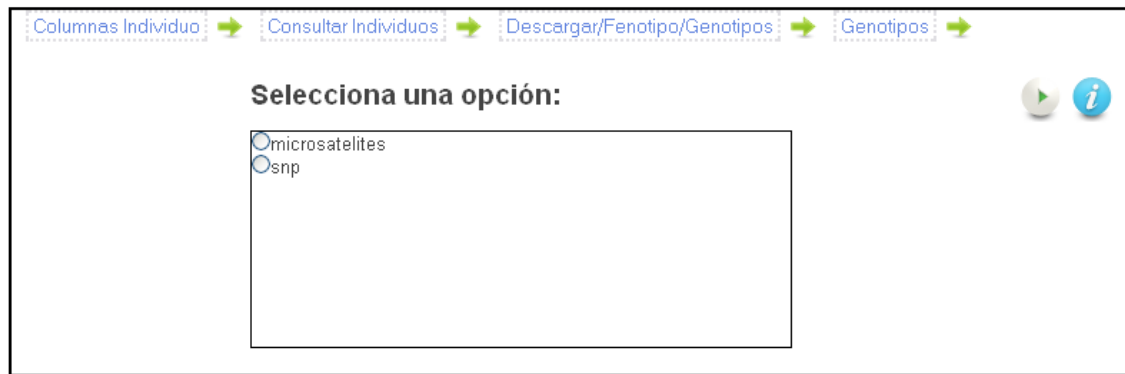 Columnas Individuo Consultar Individuos Descargar/Fenotipo/Genotipos Genotipos
Selecciona una opción:
i
microsatelites
snp